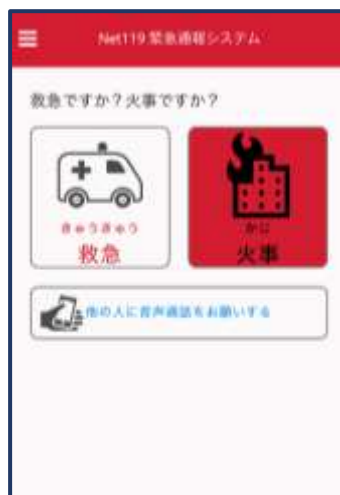 Net119 緊急通報システム
救急ですか？火事ですか？
きゅうきゅう
救急
かじ
火事
他の人に音声通話をお願いする